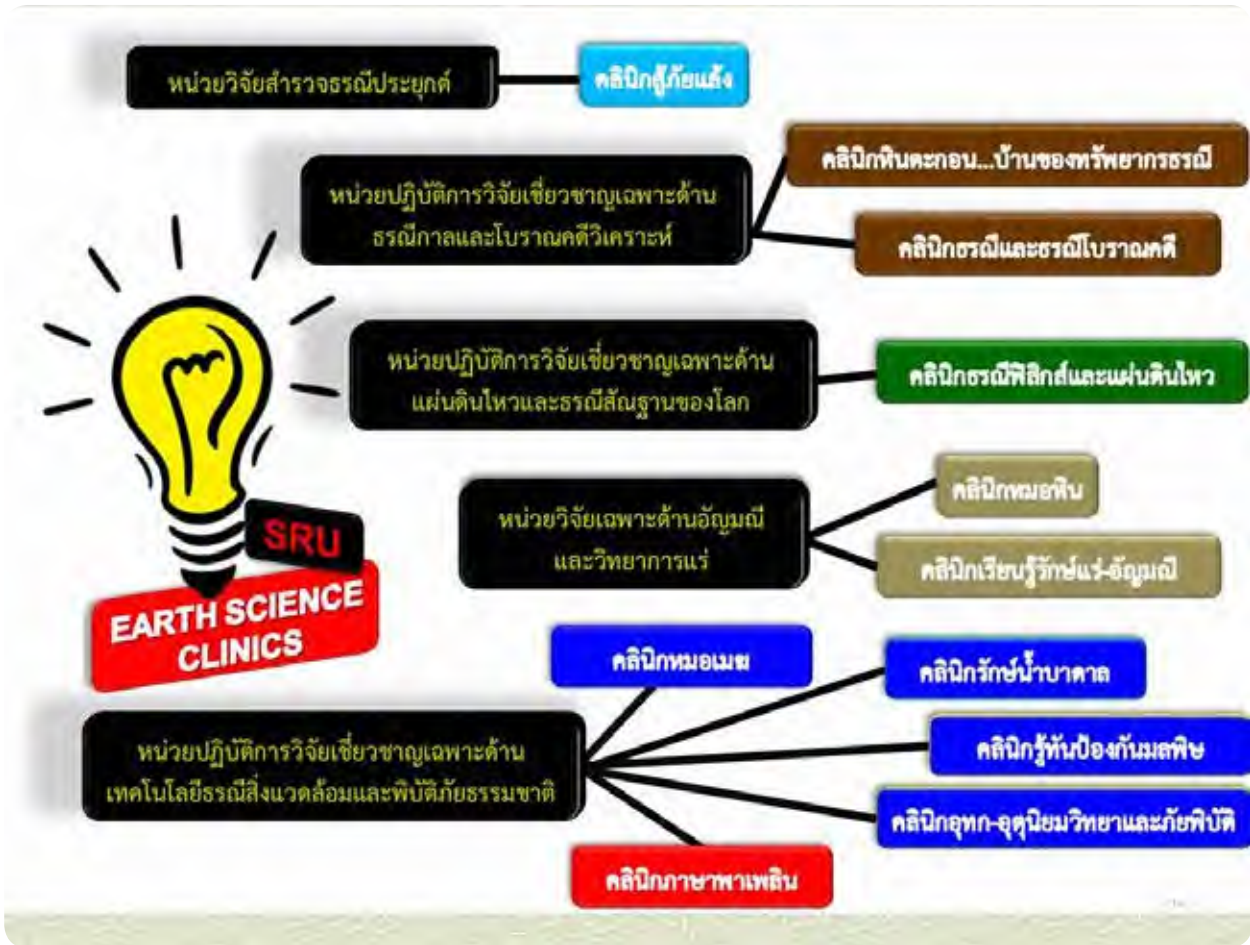 หน่วยวิจัยสำรวจธรณีประยุกต์
คลินิกสู้ภัยแล้ง
หน่วยปฏิบัติการวิจัยเชี่ยวชาญเฉพาะด้าน
ธรณีกาลและโบราณคดีวิเคราะห์
คลินิกหินตะกอน...บ้านของทรัพยากรธรณี
คลินิกธรณีและธรณีโบราณคดี
หน่วยปฏิบัติการวิจัยเชี่ยวชาญเฉพาะด้าน
แผ่นดินไหวและธรณีสัณฐานของโลก
คลินิกธรณีฟิสิกส์และแผ่นดินไหว
หน่วยวิจัยเฉพาะด้านอัญมณี
และวิทยาการแร่
คลินิกหมอหิน
คลินิกเรียนรู้รักษ์แร่-อัญมณี
SRU
EARTH SCIENCE
CLINICS
หน่วยปฏิบัติการวิจัยเชี่ยวชาญเฉพาะด้าน
เทคโนโลยีธรณีสิ่งแวดล้อมและพิบัติภัยธรรมชาติ
คลินิกหมอเมฆ
คลินิกรักษ์น้ำบาดาล
คลินิกรู้ทันป้องกันมลพิษ
คลินิกอุทก-อุตุนิยมวิทยาและภัยพิบัติ
คลินิกภาษาพาเพลิน